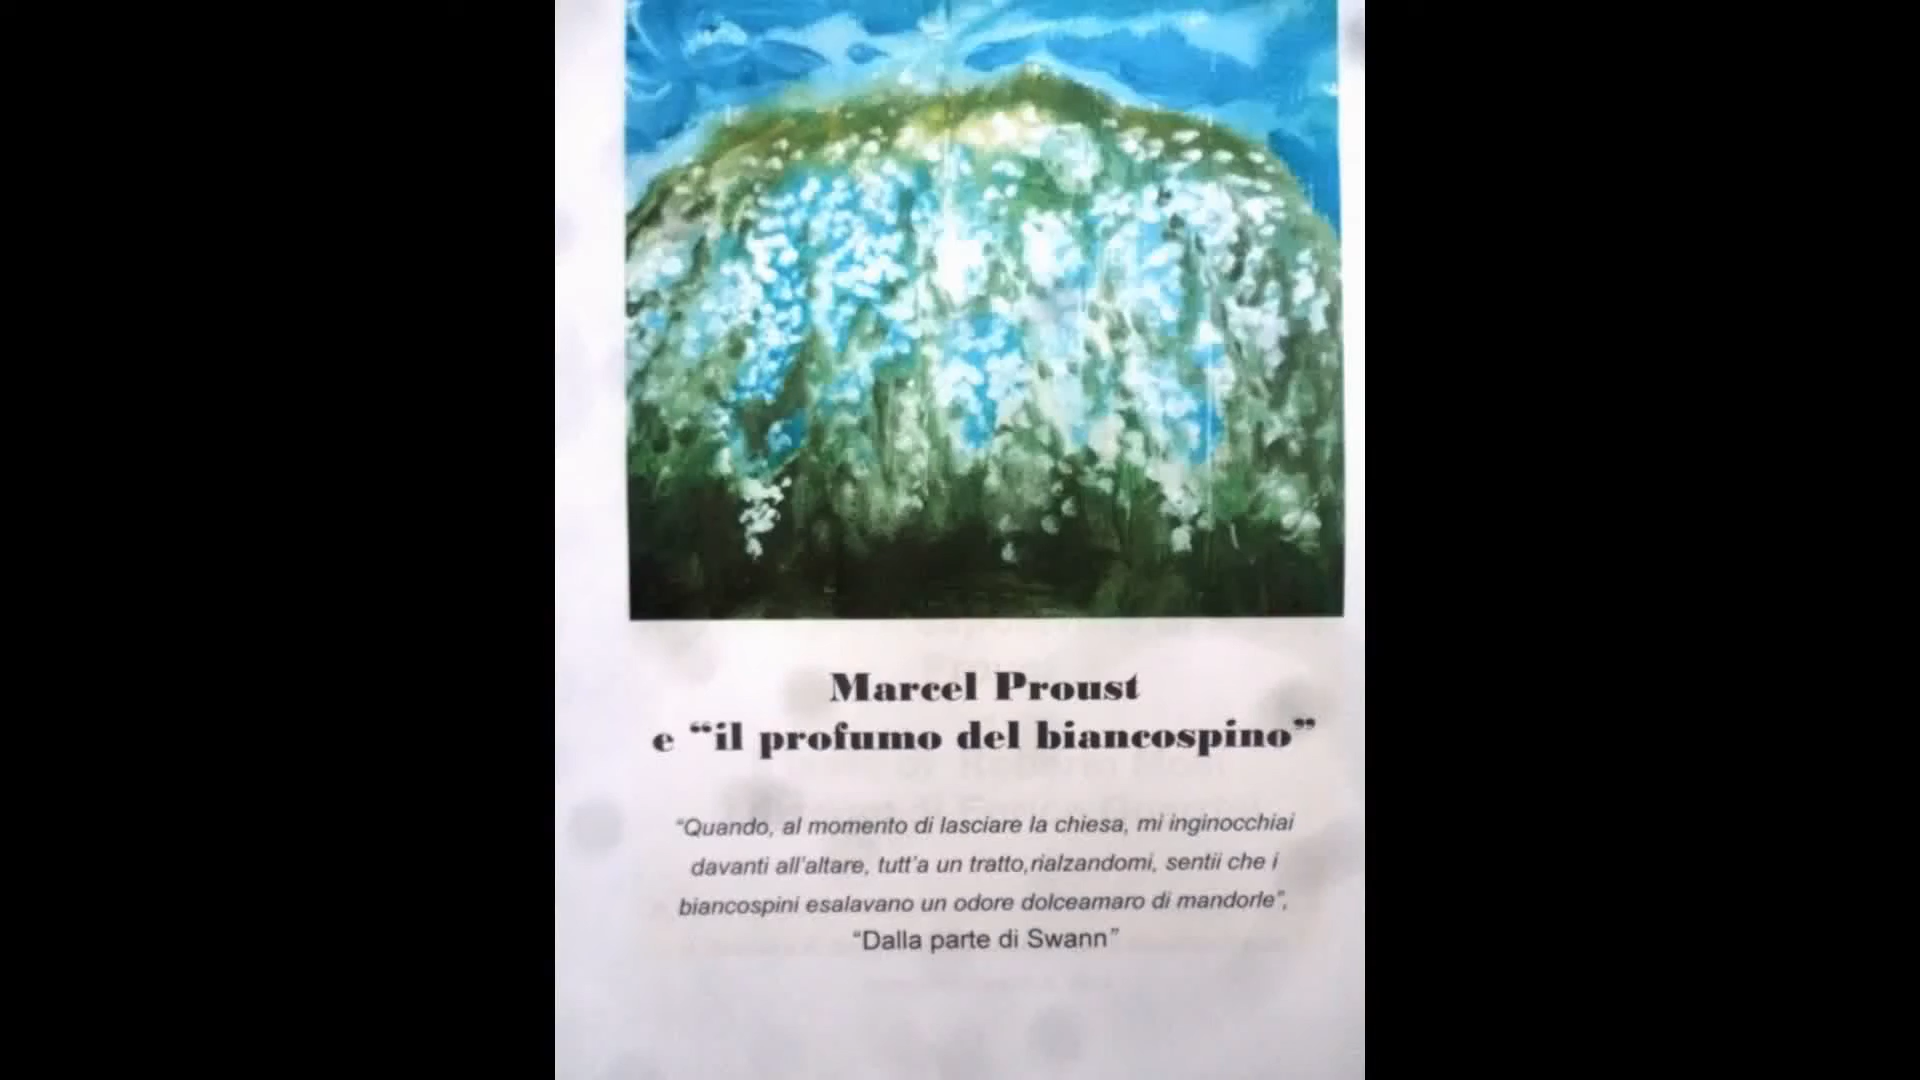 Marcel Proust
e “il profumo del biancospino”
“Quando, al momento di lasciare la chiesa, mi inginocchiai
davanti all’altare, tutt’a un tratto,rialzandomi, sentii che i
biancospini esalavano un odore dolceamaro di mandorle”,
“Dalla parte di Swann”